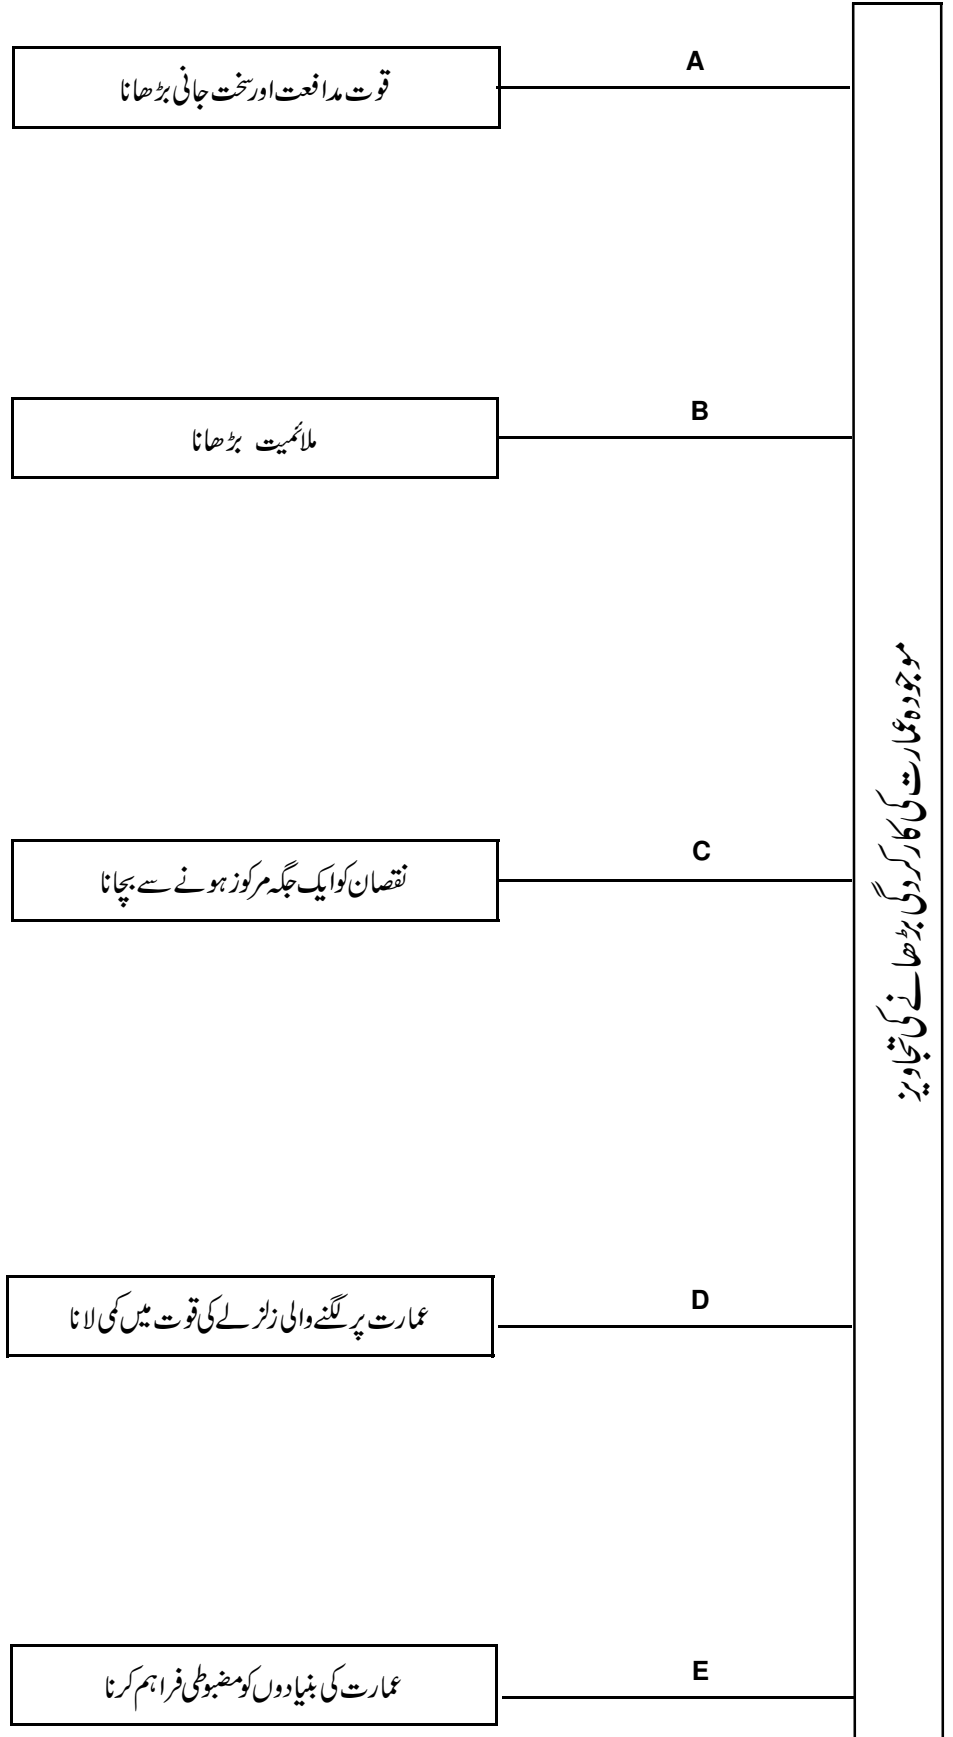 موجودہ عمارت کی کارکردگی بڑھانے کی تجاویز
A
قوت مدافعت اور سخت جانی بڑھانا
B
ملائمیت بڑھانا
C
نقصان کو ایک جگہ مرکوز ہونے سے بچانا
D
عمارت پر لگنے والی زلزلے کی قوت میں کمی لانا
E
عمارت کی بنیادوں کو مضبوطی فراہم کرنا